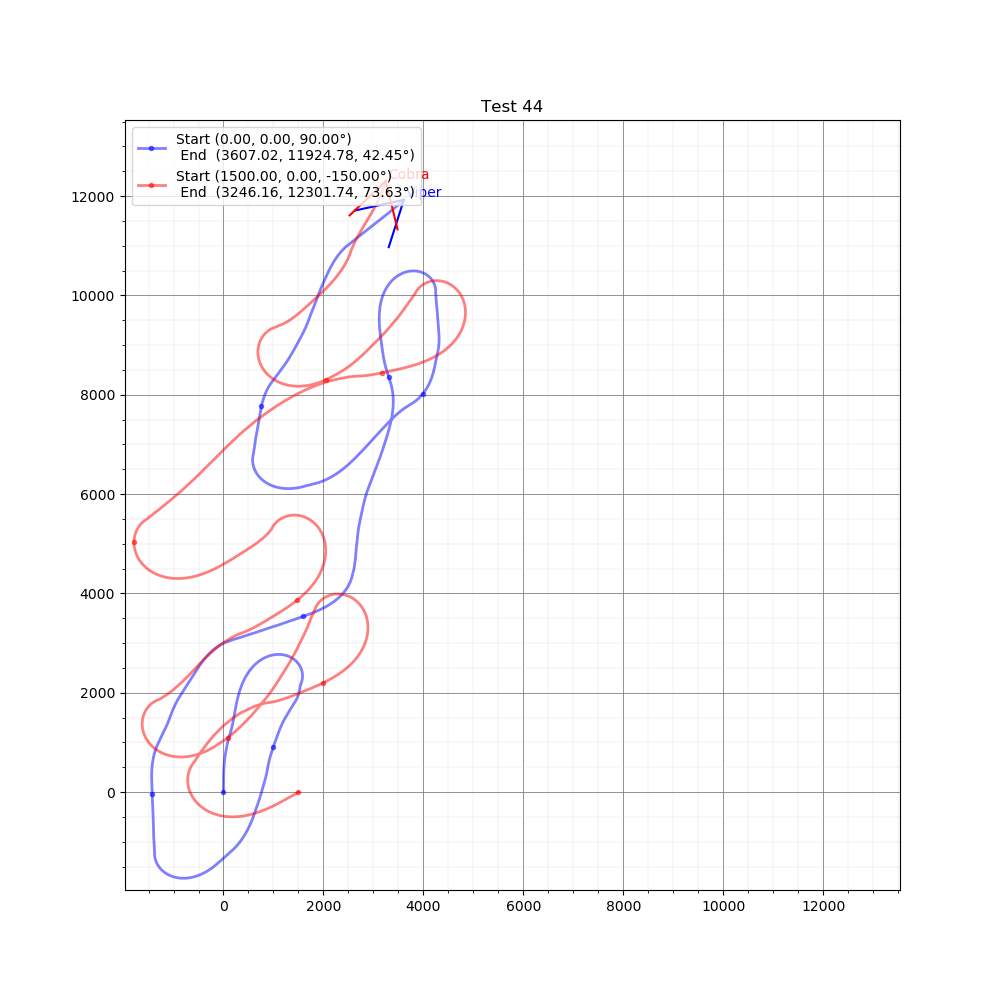 Test 44
Start (0.00, 0.00, 90.00°)
End (3607.02, 11924.78, 42.45°)
Start (1500.00, 0.00, -150.00°)
End (3246.16, 12301.74, 73.63°)
Cobra
Viper
12000
10000
8000
6000
4000
2000
0
0 2000 4000 6000 8000 10000 12000